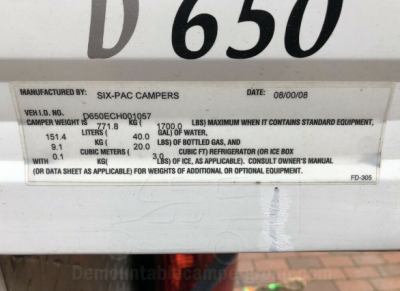 D 650
MANUFACTURED BY: SIX-PAC CAMPERS DATE: 08/00/08
VEH I.D. NO. D650ECH001057
CAMPER WEIGHT IS 771.8 KG ( 1700.0 LBS) MAXIMUM WHEN IT CONTAINS STANDARD EQUIPMENT,
151.4 LITERS ( 40.0 GAL) OF WATER,
9.1 KG ( 20.0 LBS) OF BOTTLED GAS, AND
0.1 CUBIC METERS ( 3.0 CUBIC FT) REFRIGERATOR (OR ICE BOX
WITH KG ( LBS) OF ICE, AS APPLICABLE). CONSULT OWNER'S MANUAL
(OR DATA SHEET AS APPLICABLE) FOR WEIGHTS OF ADDITIONAL OR OPTIONAL EQUIPMENT.
FD-305